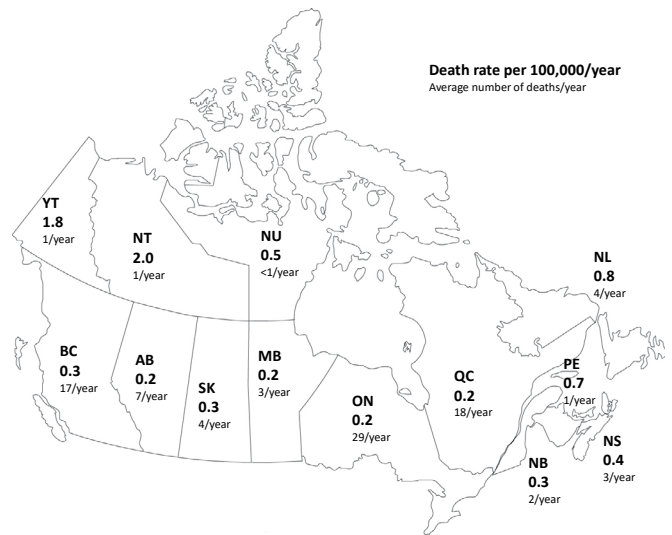 Death rate per 100,000/year
Average number of deaths/year
YT
1.8
1/year
NT
2.0
1/year
NU
0.5
<1/year
NL
0.8
4/year
BC
0.3
17/year
AB
0.2
7/year
SK
0.3
4/year
MB
0.2
3/year
ON
0.2
29/year
QC
0.2
18/year
PE
0.7
1/year
NB
0.3
2/year
NS
0.4
3/year